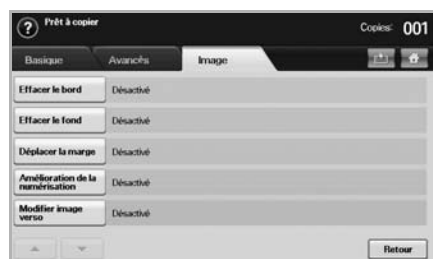 ? Prêt à copier
Copies: 001
Basique Avancés Image
Effacer le bord Désactivé
Effacer le fond Désactivé
Déplacer la marge Désactivé
Amélioration de la
numérisation Désactivé
Modifier image
verso Désactivé
Retour